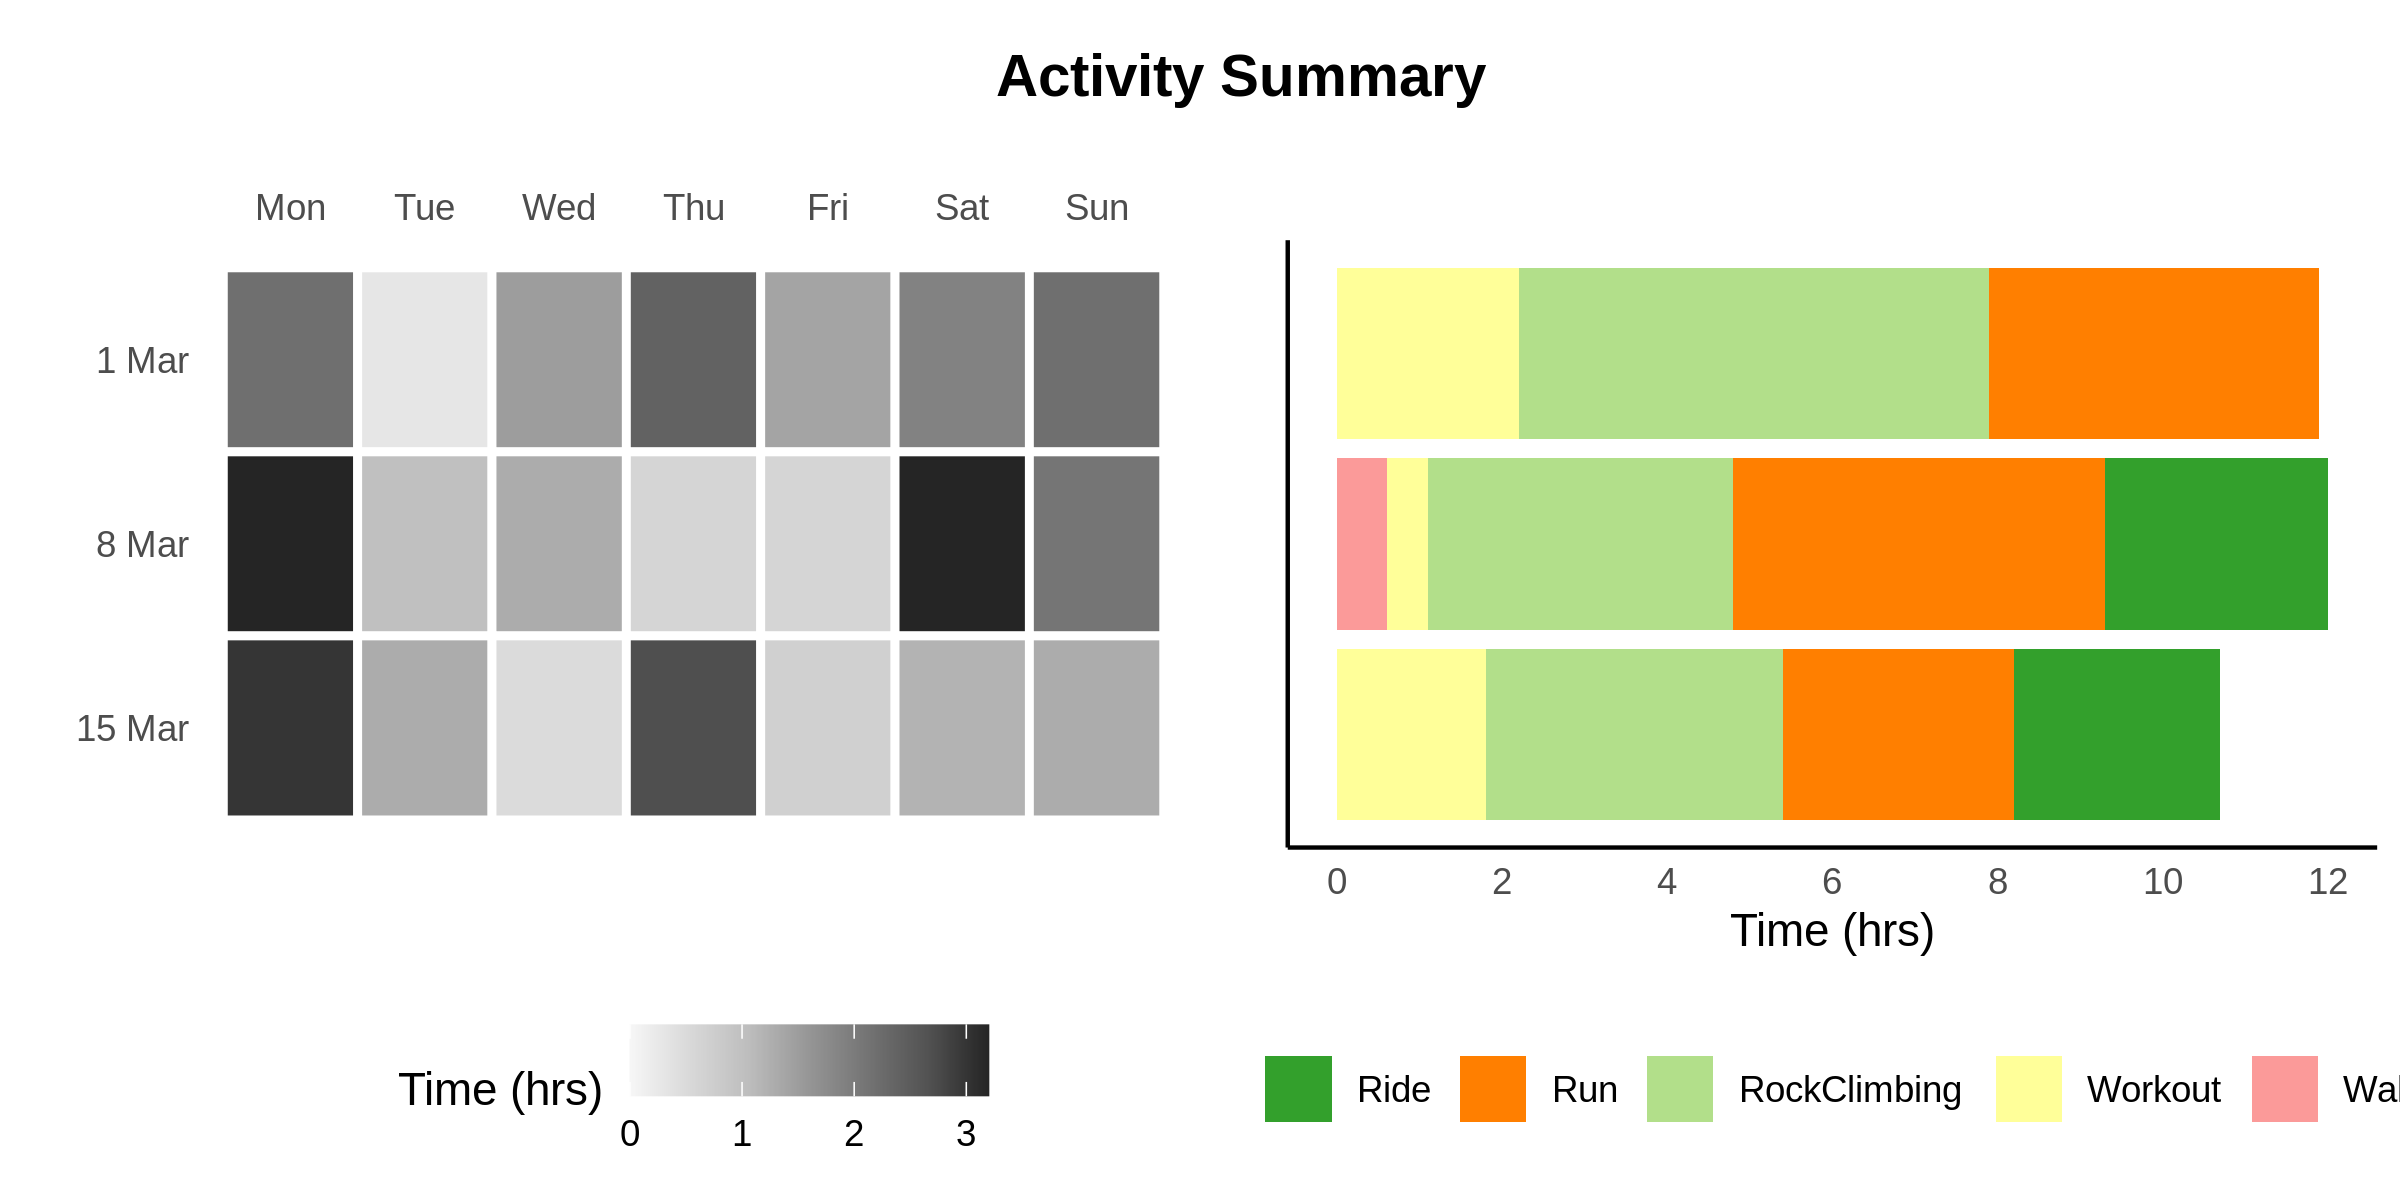 Activity Summary
Mon Tue Wed Thu Fri Sat Sun
1 Mar
8 Mar
15 Mar
0 2 4 6 8 10 12
Time (hrs)
Time (hrs)
0 1 2 3
Ride Run RockClimbing Workout